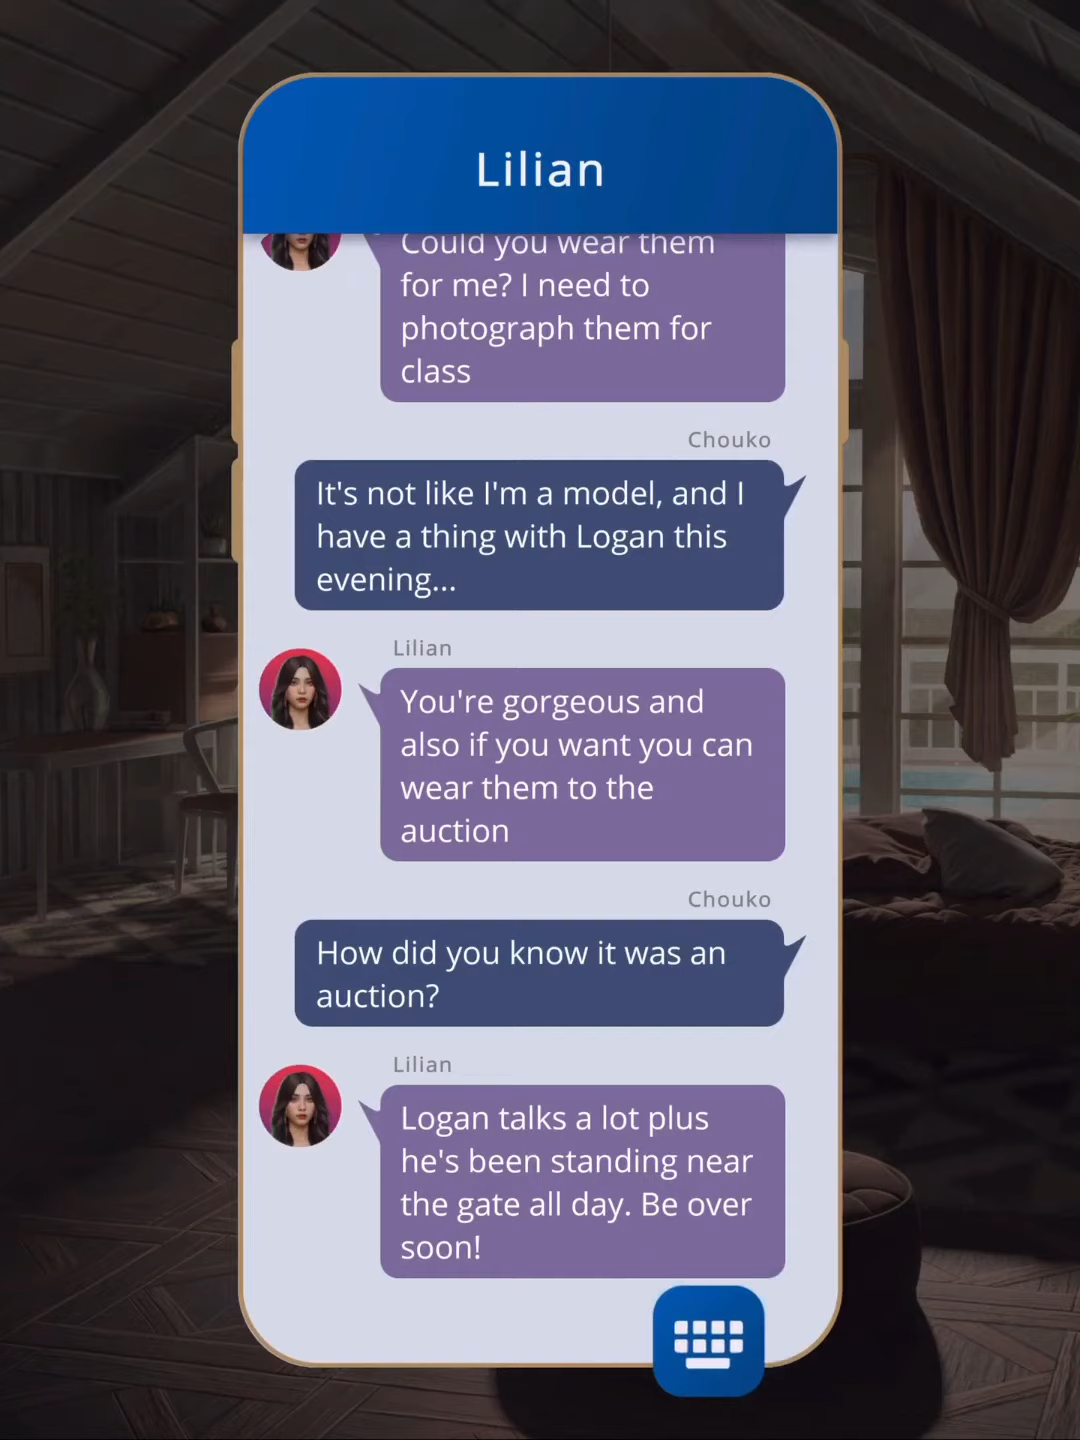 Lilian
Could you wear them
for me? I need to
photograph them for
class
Chouko
It's not like I'm a model, and I
have a thing with Logan this
evening...
Lilian
You're gorgeous and
also if you want you can
wear them to the
auction
Chouko
How did you know it was an
auction?
Lilian
Logan talks a lot plus
he's been standing near
the gate all day. Be over
soon!